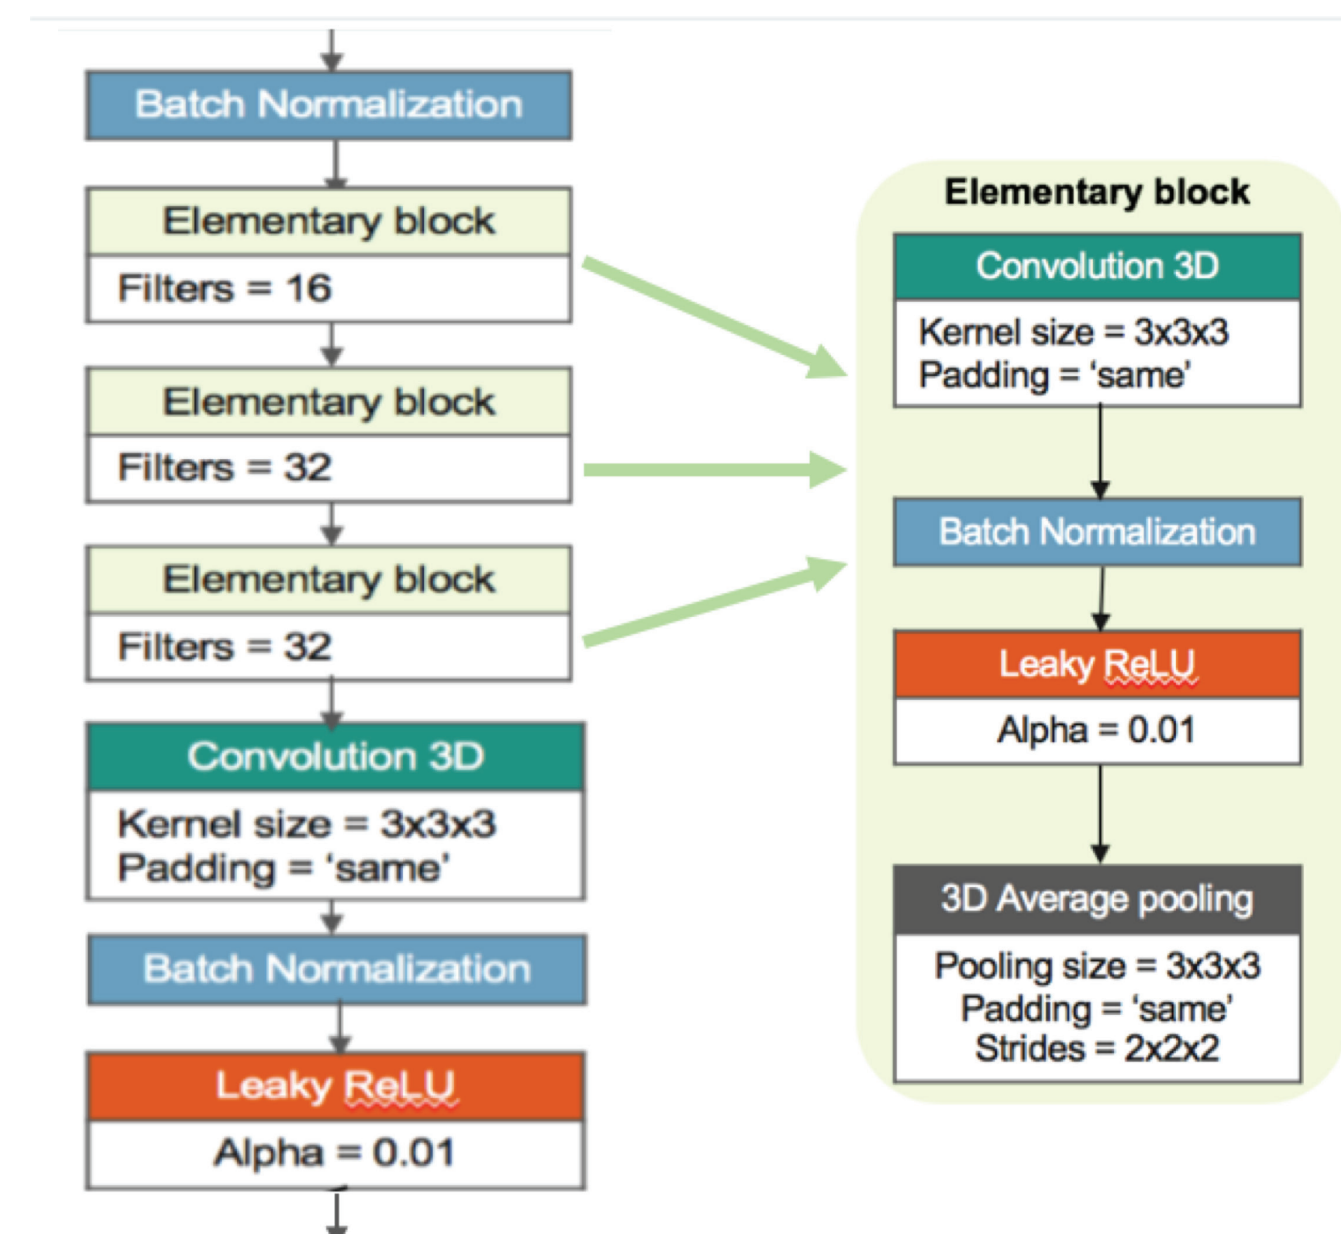 Batch Normalization
Elementary block
Filters = 16
Elementary block
Filters = 32
Elementary block
Filters = 32
Convolution 3D
Kernel size = 3x3x3
Padding = ‘same’
Batch Normalization
Leaky ReLU
Alpha = 0.01
Elementary block
Convolution 3D
Kernel size = 3x3x3
Padding = ‘same’
Batch Normalization
Leaky ReLU
Alpha = 0.01
3D Average pooling
Pooling size = 3x3x3
Padding = ‘same’
Strides = 2x2x2